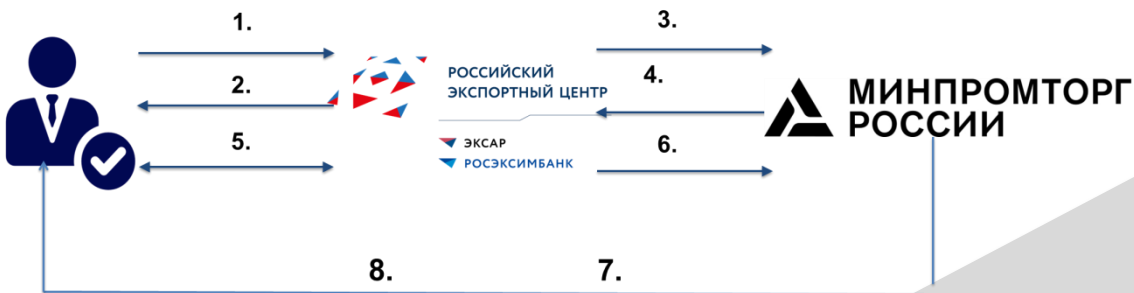 1.
3.
2.
4.
РОССИЙСКИЙ
ЭКСПОРТНЫЙ ЦЕНТР
МИНПРОМТОРГ
РОССИИ
5.
ЭКСАР
РОСЭКСИМБАНК
6.
8.
7.